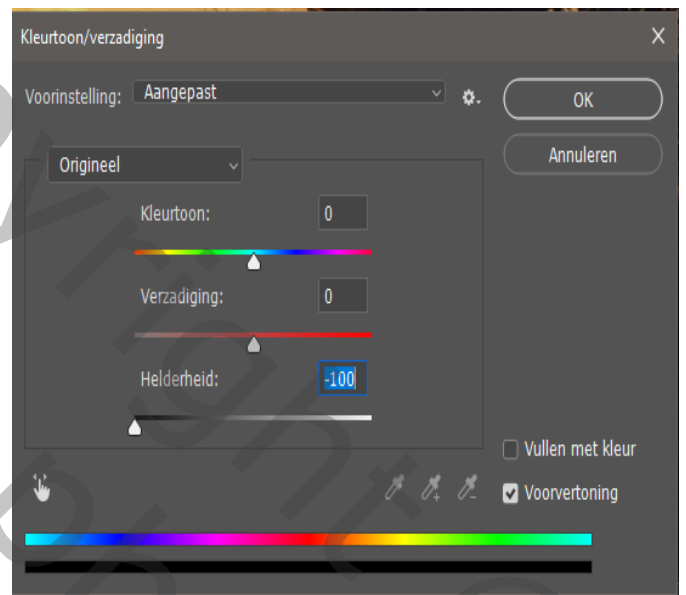 Kleurtoon/verzadiging
Voorinstelling: Aangepast
OK
Annuleren
Origineel
Kleurtoon: 0
Verzadiging: 0
Helderheid: -100
Vullen met kleur
Voorvertoning